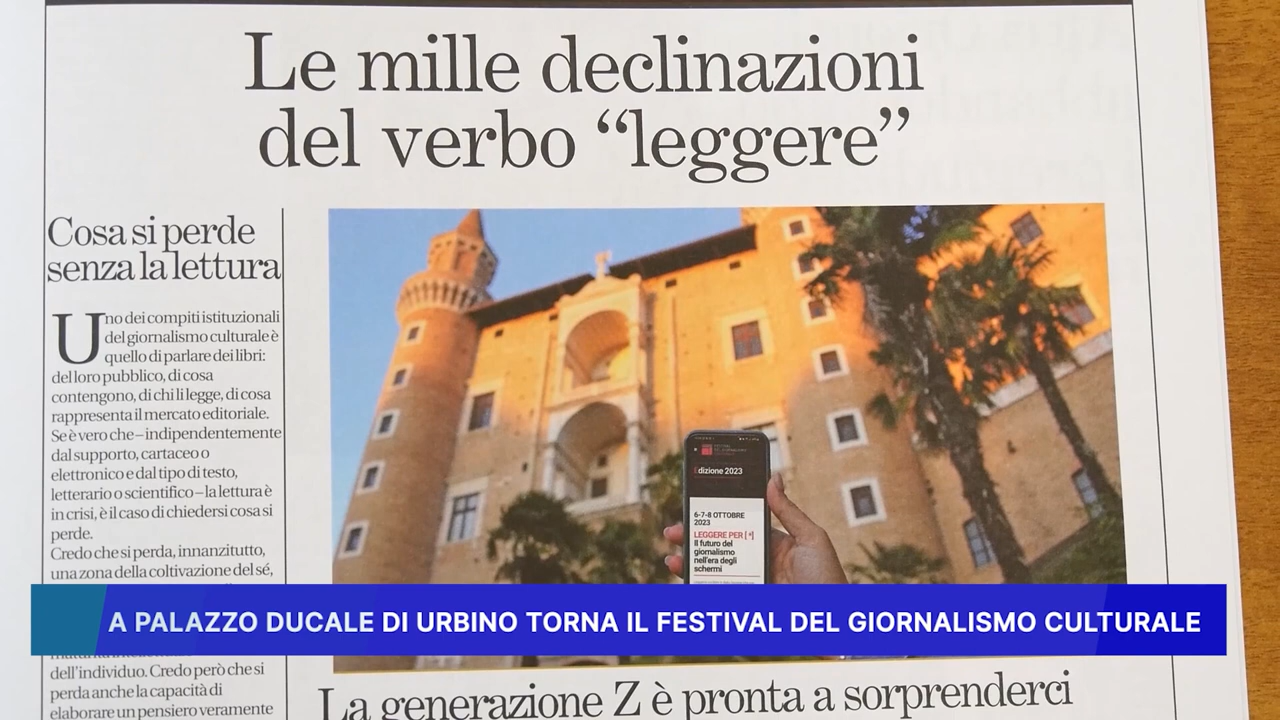 Le mille declinazioni
del verbo “leggere”
Cosa si perde
senza la lettura
Uno dei compiti istituzionali
del giornalismo culturale è
quello di parlare dei libri:
del loro pubblico, di cosa
contengono, di chi li legge, di cosa
rappresenta il mercato editoriale.
Se è vero che – indipendentemente
dal supporto, cartaceo o
elettronico e dal tipo di testo,
letterario o scientifico – la lettura è
in crisi, è il caso di chiedersi cosa si
perde.
Credo che si perda, innanzitutto,
una zona della coltivazione del sé,
dell'individuo. Credo però che si
perda anche la capacità di
elaborare un pensiero veramente
Edizione 2023
6-7-8 OTTOBRE
2023
LEGGERE PER [*]
Il futuro del
giornalismo
nell'era degli
schermi
A PALAZZO DUCALE DI URBINO TORNA IL FESTIVAL DEL GIORNALISMO CULTURALE
La generazione Z è pronta a sorprenderci